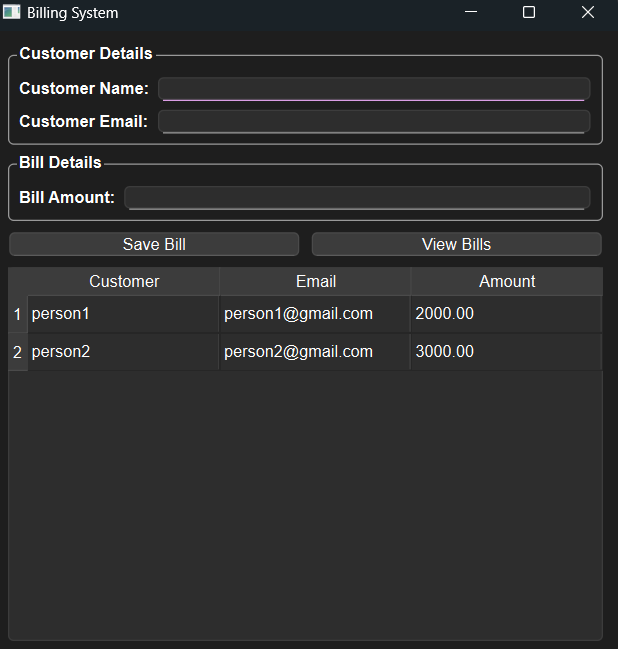 Billing System
Customer Details
Customer Name:
Customer Email:
Bill Details
Bill Amount:
Save Bill View Bills
Customer Email Amount
1 person1 person1@gmail.com 2000.00
2 person2 person2@gmail.com 3000.00